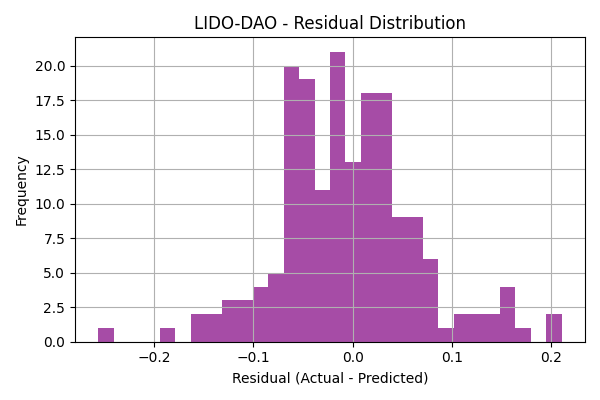 LIDO-DAO - Residual Distribution
20.0
17.5
15.0
12.5
10.0
7.5
5.0
2.5
0.0
Frequency
−0.2 −0.1 0.0 0.1 0.2
Residual (Actual - Predicted)